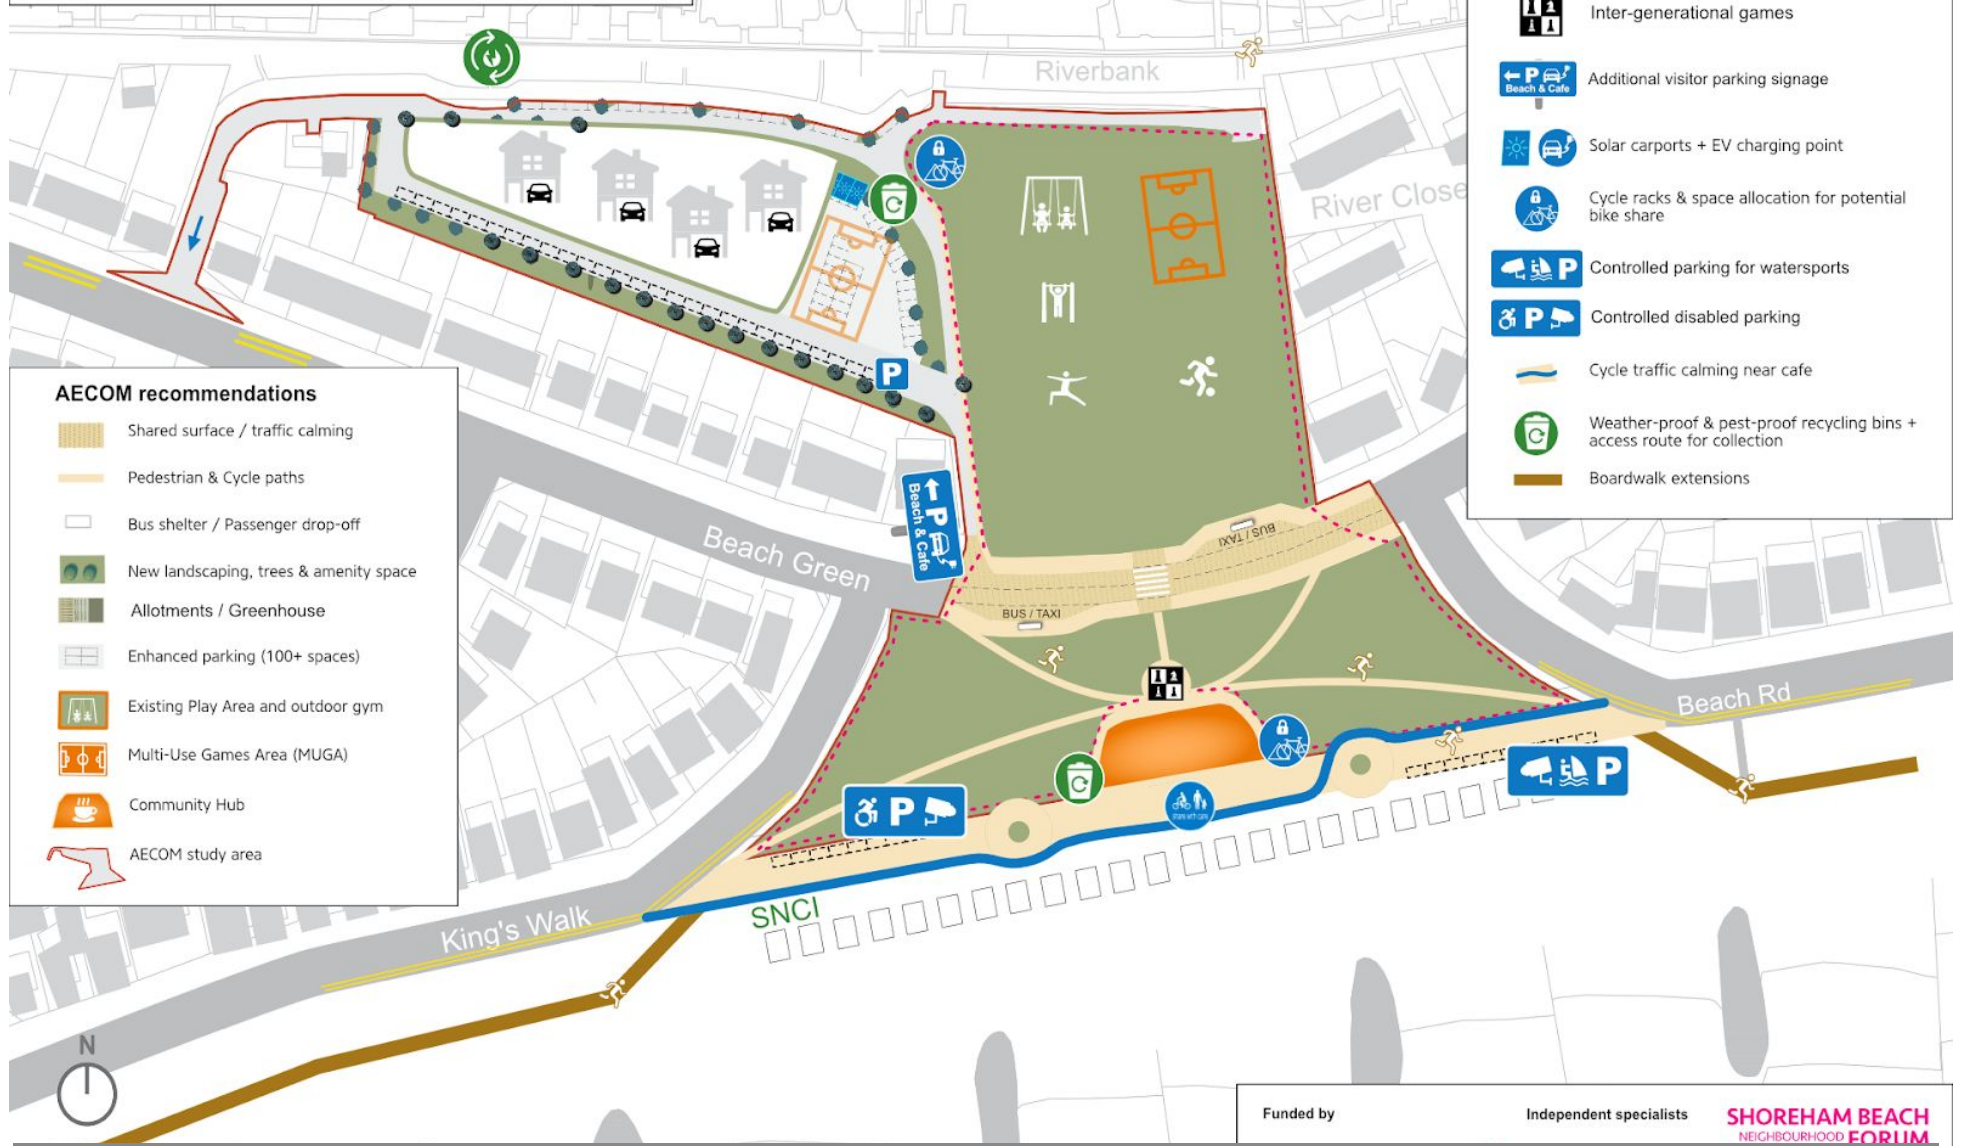 Inter-generational games
Riverbank
P
Beach & Cafe
Additional visitor parking signage
Solar carports + EV charging point
River Close
Cycle racks & space allocation for potential
bike share
P
Controlled parking for watersports
P
Controlled disabled parking
Cycle traffic calming near cafe
Weather-proof & pest-proof recycling bins +
access route for collection
Boardwalk extensions
P
AECOM recommendations
Shared surface / traffic calming
Pedestrian & Cycle paths
Bus shelter / Passenger drop-off
New landscaping, trees & amenity space
Allotments / Greenhouse
Enhanced parking (100+ spaces)
Existing Play Area and outdoor gym
Multi-Use Games Area (MUGA)
Community Hub
AECOM study area
P
Beach & Cafe
Beach Green
BUS / TAXI
BUS / TAXI
Beach Rd
P
P
share with care
SNCI
King's Walk
N
Funded by
Independent specialists
SHOREHAM BEACH
NEIGHBOURHOOD FORUM